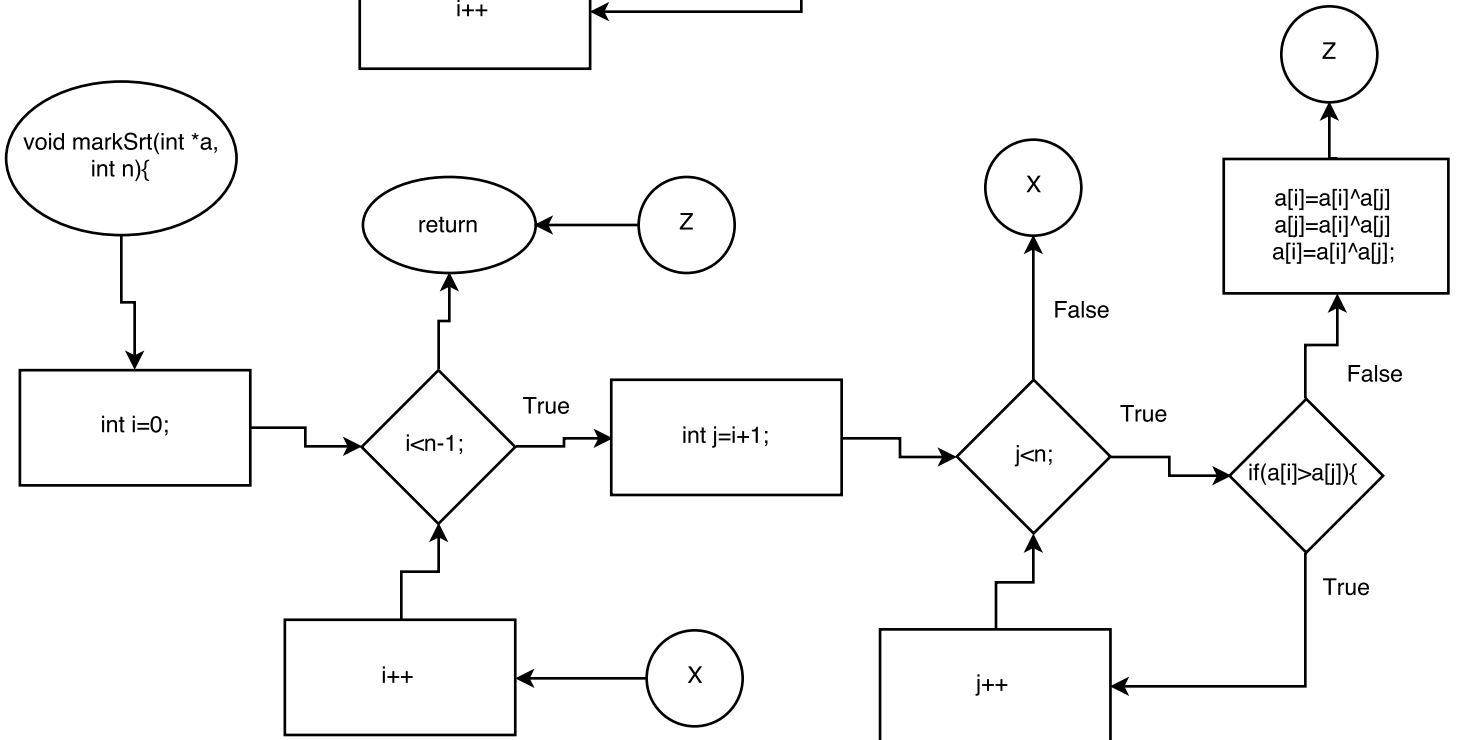 i++
Z
void markSrt(int *a,
int n){
X
return
Z
a[i]=a[i]^a[j]
a[j]=a[i]^a[j]
a[i]=a[i]^a[j];
False
False
True
True
int i=0;
i<n-1;
int j=i+1;
j<n;
if(a[i]>a[j]){
True
i++
X
j++